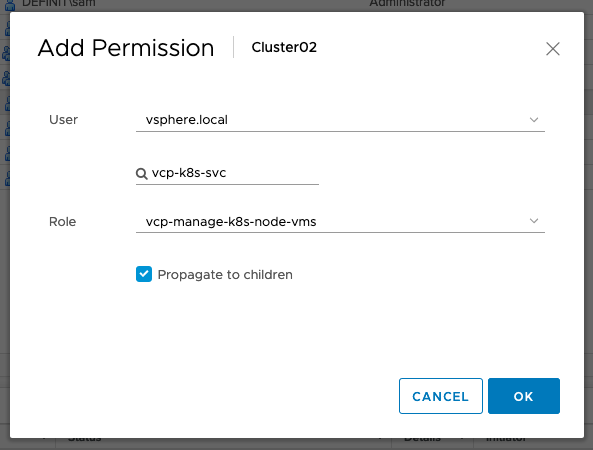 DEFINIT\sam Administrator
Add Permission Cluster02
User vsphere.local
vcp-k8s-svc
Role vcp-manage-k8s-node-vms
Propagate to children
CANCEL OK
Status Details Initiator